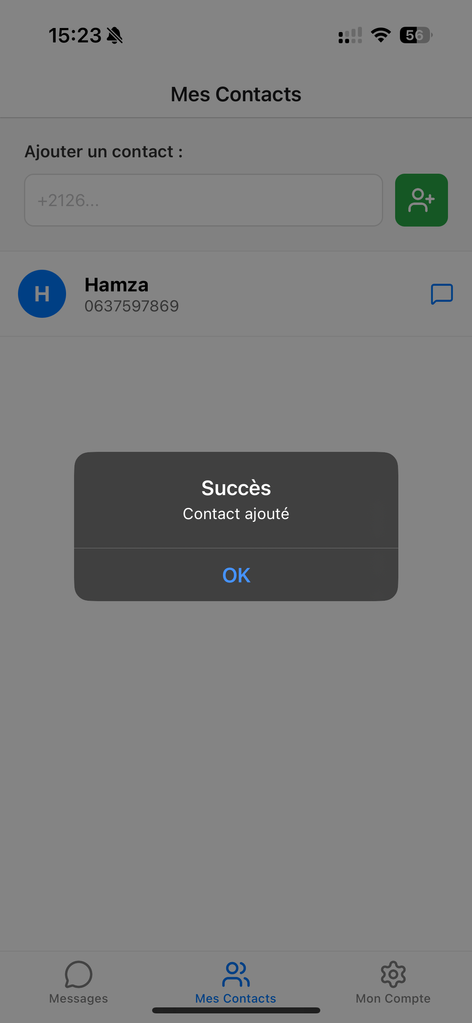 15:23
56
Mes Contacts
Ajouter un contact :
+2126...
H
Hamza
0637597869
Succès
Contact ajouté
OK
Messages
Mes Contacts
Mon Compte